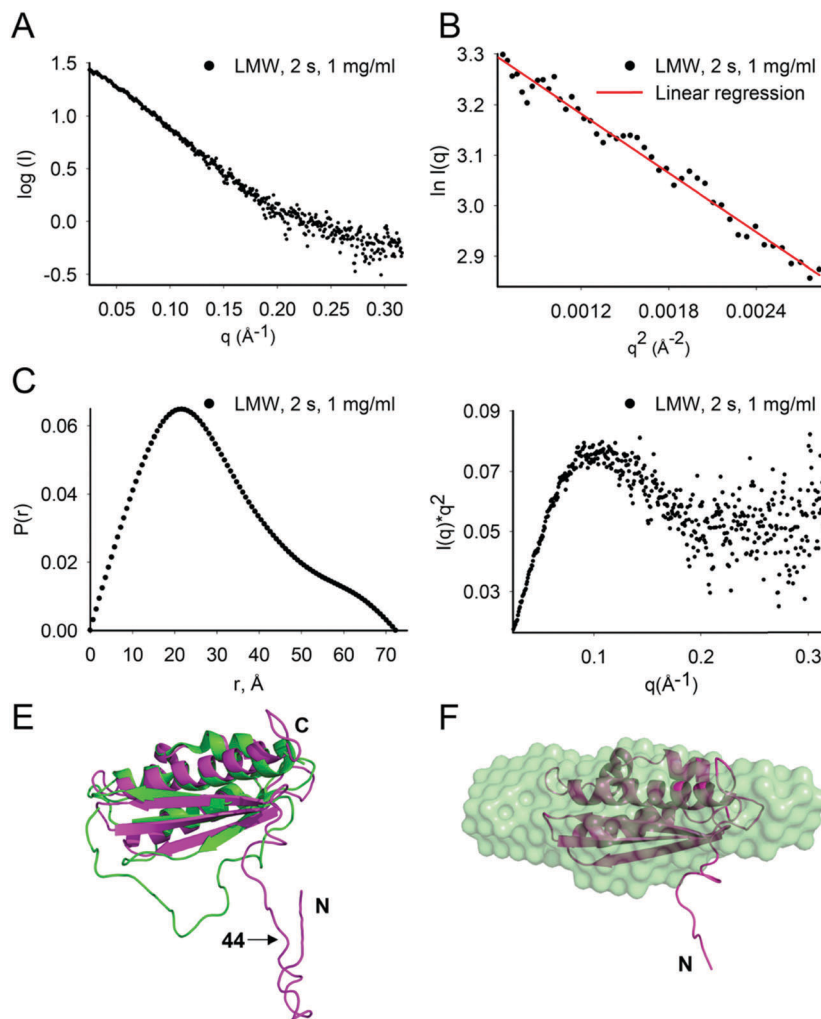 A
LMW, 2 s, 1 mg/ml
1.5
1.0
0.5
0.0
-0.5
log (I)
0.05 0.10 0.15 0.20 0.25 0.30
q (Å-1)
B
LMW, 2 s, 1 mg/ml
Linear regression
3.3
3.2
3.1
3.0
2.9
ln I(q)
0.0012 0.0018 0.0024
q2 (Å-2)
C
LMW, 2 s, 1 mg/ml
0.06
0.04
0.02
0.00
P(r)
0 10 20 30 40 50 60 70
r, Å
LMW, 2 s, 1 mg/ml
0.09
0.07
0.05
0.03
I(q)*q2
0.1 0.2 0.3
q(Å-1)
E
C
N
44
F
N